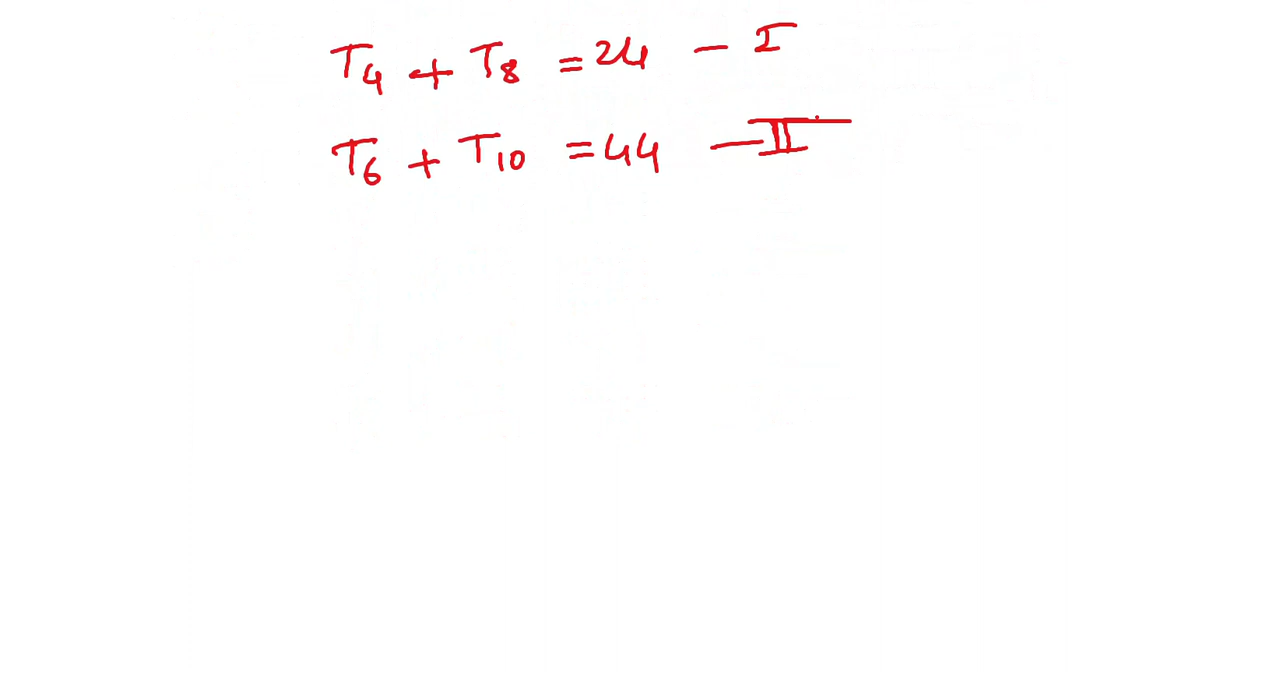 T₄ + T₈ = 24 - I
T₆ + T₁₀ = 44 - II